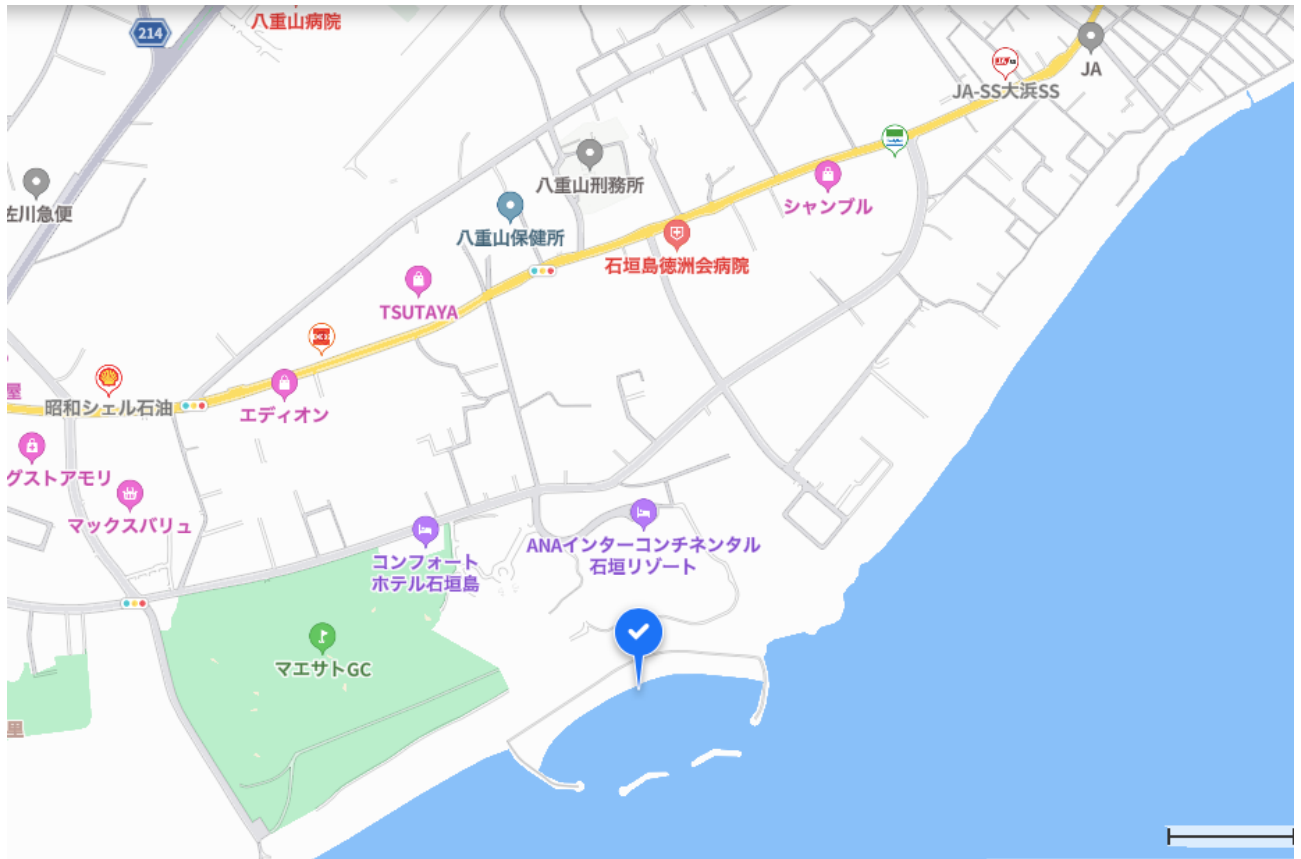 八重山病院
214
JA
JA-SS大浜SS
八重山刑務所
佐川急便
シャンブル
八重山保健所
石垣島徳洲会病院
TSUTAYA
屋
昭和シェル石油
エディオン
グストアモリ
マックスバリュ
ANAインターコンチネンタル
石垣リゾート
コンフォート
ホテル石垣島
マエサトGC
里